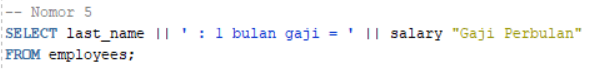 -- Nomor 5
SELECT last_name || ' : 1 bulan gaji = ' || salary "Gaji Perbulan"
FROM employees;